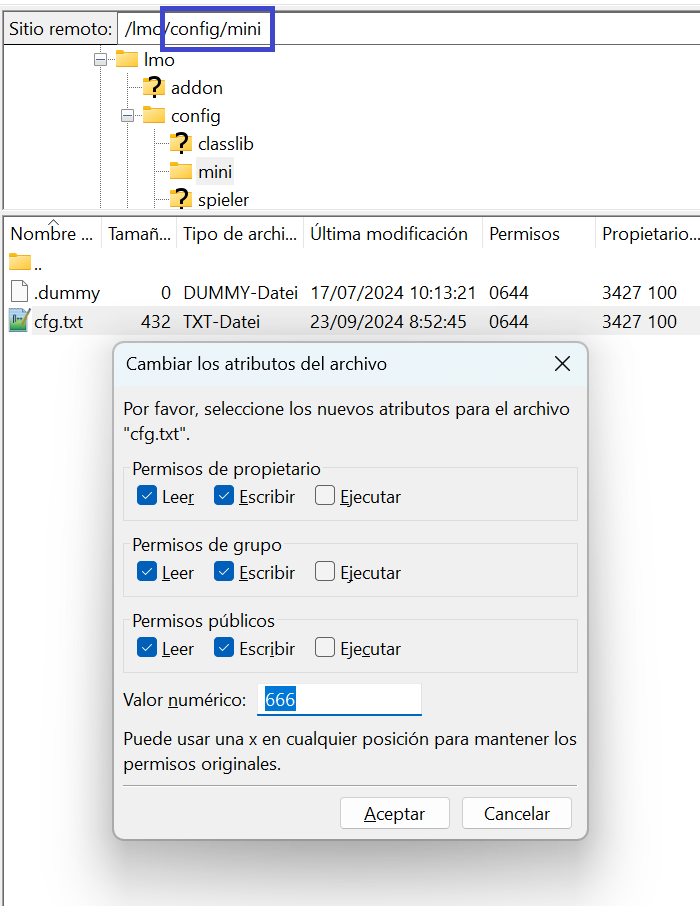 Sitio remoto: /lmo/config/mini
lmo
addon
config
classlib
mini
spieler
Nombre ... Tamañ... Tipo de archi... Última modificación Permisos Propietario...
..
.dummy 0 DUMMY-Datei 17/07/2024 10:13:21 0644 3427 100
cfg.txt 432 TXT-Datei 23/09/2024 8:52:45 0644 3427 100
Cambiar los atributos del archivo
Por favor, seleccione los nuevos atributos para el archivo
"cfg.txt".
Permisos de propietario
Leer Escribir Ejecutar
Permisos de grupo
Leer Escribir Ejecutar
Permisos públicos
Leer Escribir Ejecutar
Valor numérico: 666
Puede usar una x en cualquier posición para mantener los
permisos originales.
Aceptar Cancelar